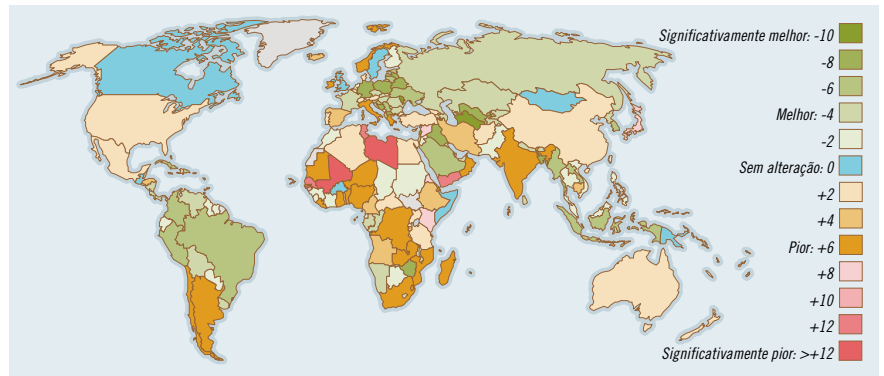 Significativamente melhor: -10
-8
-6
Melhor: -4
-2
Sem alteração: 0
+2
+4
Pior: +6
+8
+10
+12
Significativamente pior: >+12